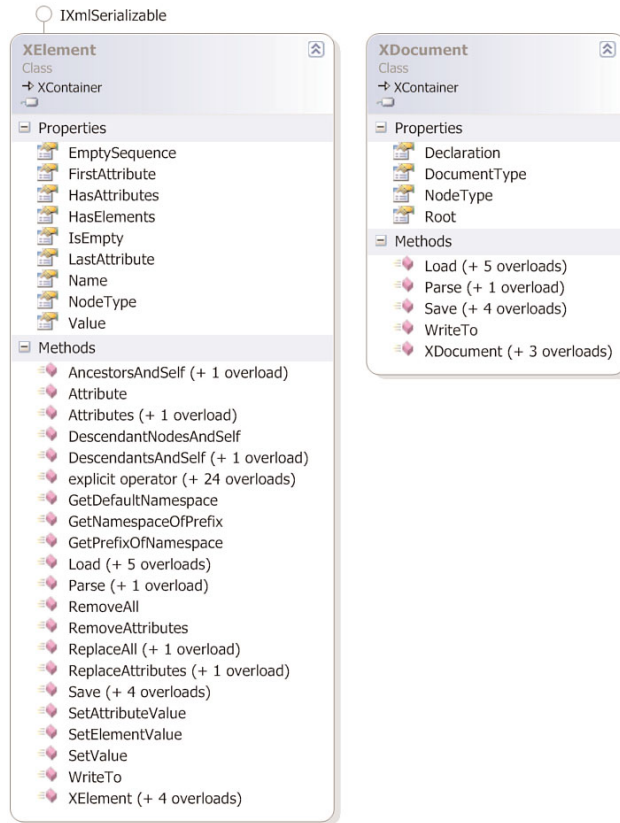 IXmlSerializable
XElement
Class
XContainer
Properties
EmptySequence
FirstAttribute
HasAttributes
HasElements
IsEmpty
LastAttribute
Name
NodeType
Value
Methods
AncestorsAndSelf (+ 1 overload)
Attribute
Attributes (+ 1 overload)
DescendantNodesAndSelf
DescendantsAndSelf (+ 1 overload)
explicit operator (+ 24 overloads)
GetDefaultNamespace
GetNamespaceOfPrefix
GetPrefixOfNamespace
Load (+ 5 overloads)
Parse (+ 1 overload)
RemoveAll
RemoveAttributes
ReplaceAll (+ 1 overload)
ReplaceAttributes (+ 1 overload)
Save (+ 4 overloads)
SetAttributeValue
SetElementValue
SetValue
WriteTo
XElement (+ 4 overloads)
XDocument
Class
XContainer
Properties
Declaration
DocumentType
NodeType
Root
Methods
Load (+ 5 overloads)
Parse (+ 1 overload)
Save (+ 4 overloads)
WriteTo
XDocument (+ 3 overloads)